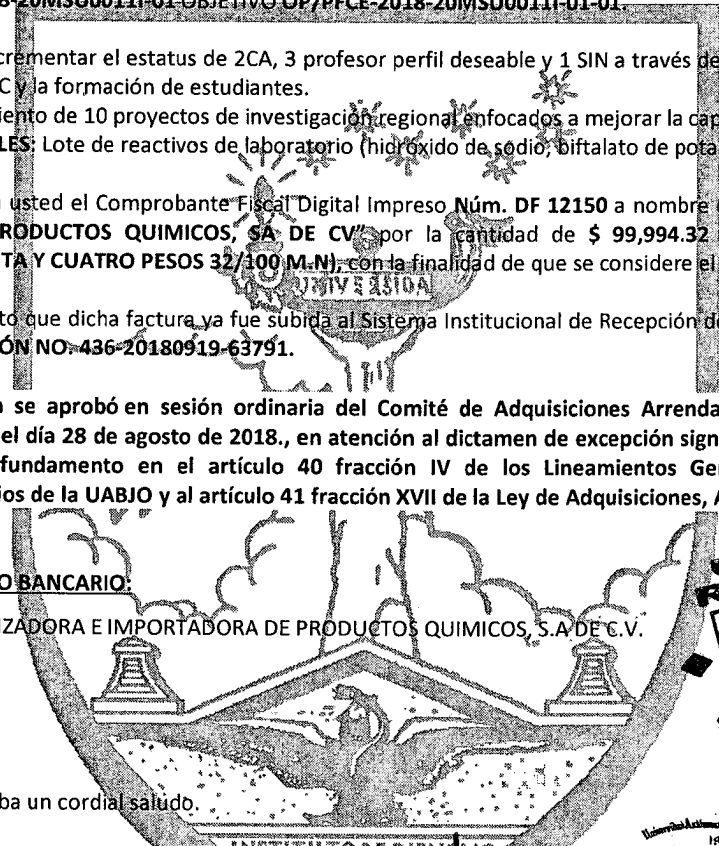 8-20MSU0011I-01 OBJETIVO OP/PFCE-2018-20MSU0011I-01-01.
crementar el estatus de 2CA, 3 profesor perfil deseable y 1 SIN a través de
C y la formación de estudiantes.
iento de 10 proyectos de investigación regional enfocados a mejorar la cap
LES: Lote de reactivos de laboratorio (hidróxido de sodio, biftalato de pota
usted el Comprobante Fiscal Digital Impreso Núm. DF 12150 a nombre
RODUCTOS QUIMICOS, SA DE CV", por la cantidad de $ 99,994.32
TA Y CUATRO PESOS 32/100 M.N), con la finalidad de que se considere el
to que dicha factura ya fue subida al Sistema Institucional de Recepción de
ÓN NO. 436-20180919-63791.
se aprobó en sesión ordinaria del Comité de Adquisiciones Arrenda
el día 28 de agosto de 2018., en atención al dictamen de excepción sign
fundamento en el artículo 40 fracción IV de los Lineamientos Ge
ios de la UABJO y al artículo 41 fracción XVII de la Ley de Adquisiciones, A
O BANCARIO:
IZADORA E IMPORTADORA DE PRODUCTOS QUIMICOS, S.A DE C.V.
ba un cordial saludo.
UNIVERSIDA